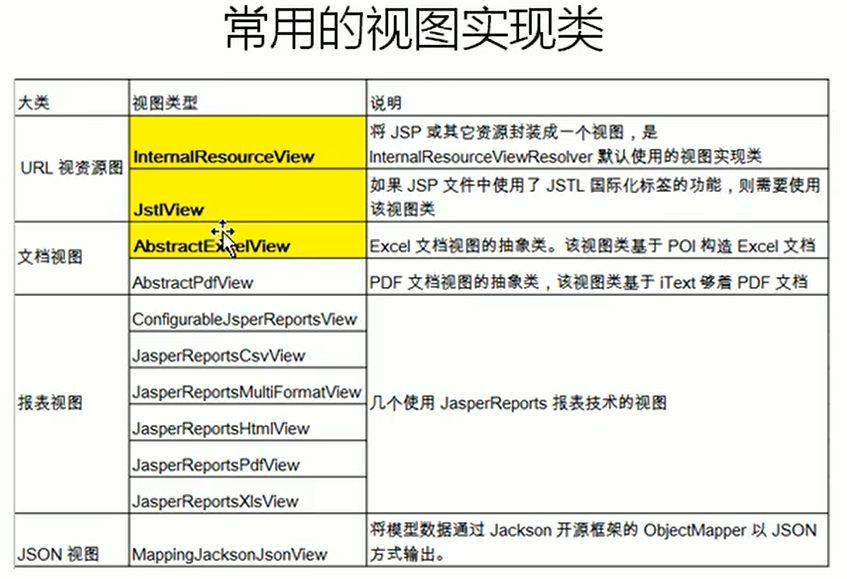 常用的视图实现类
大类 视图类型 说明
URL 视资源图 InternalResourceView 将 JSP 或其它资源封装成一个视图，是
InternalResourceViewResolver 默认使用的视图实现类
JstlView 如果 JSP 文件中使用了 JSTL 国际化标签的功能，则需要使用
该视图类
文档视图 AbstractExcelView Excel 文档视图的抽象类。该视图类基于 POI 构造 Excel 文档
AbstractPdfView PDF 文档视图的抽象类，该视图类基于 iText 够着 PDF 文档
报表视图 ConfigurableJsperReportsView
JasperReportsCsvView
JasperReportsMultiFormatView
几个使用 JasperReports 报表技术的视图
JasperReportsHtmlView
JasperReportsPdfView
JasperReportsXlsView
JSON 视图 MappingJacksonJsonView 将模型数据通过 Jackson 开源框架的 ObjectMapper 以 JSON
方式输出。